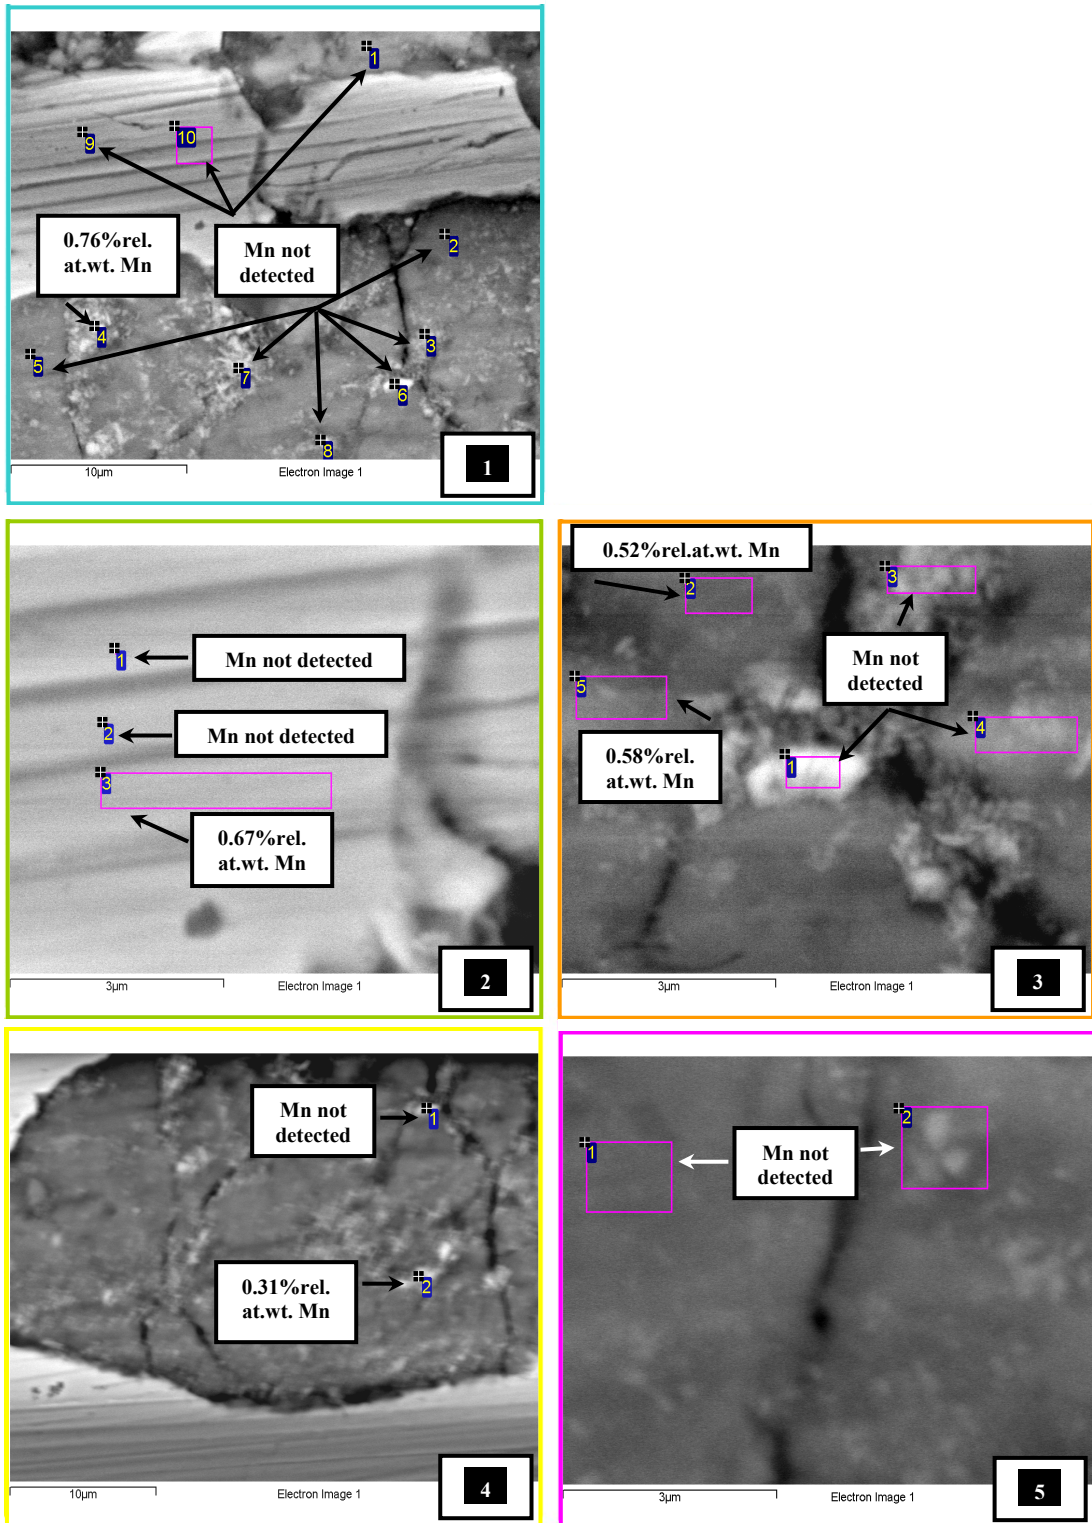 1
9
10
0.76%rel.
at.wt. Mn
Mn not
detected
2
4
3
5
7
6
8
1
10µm
Electron Image 1
0.52%rel.at.wt. Mn
3
2
1
Mn not detected
Mn not
detected
5
2
Mn not detected
4
0.58%rel.
at.wt. Mn
1
3
0.67%rel.
at.wt. Mn
2
3µm
Electron Image 1
3
3µm
Electron Image 1
Mn not
detected
1
0.31%rel.
at.wt. Mn
2
4
10µm
Electron Image 1
2
1
Mn not
detected
5
3µm
Electron Image 1